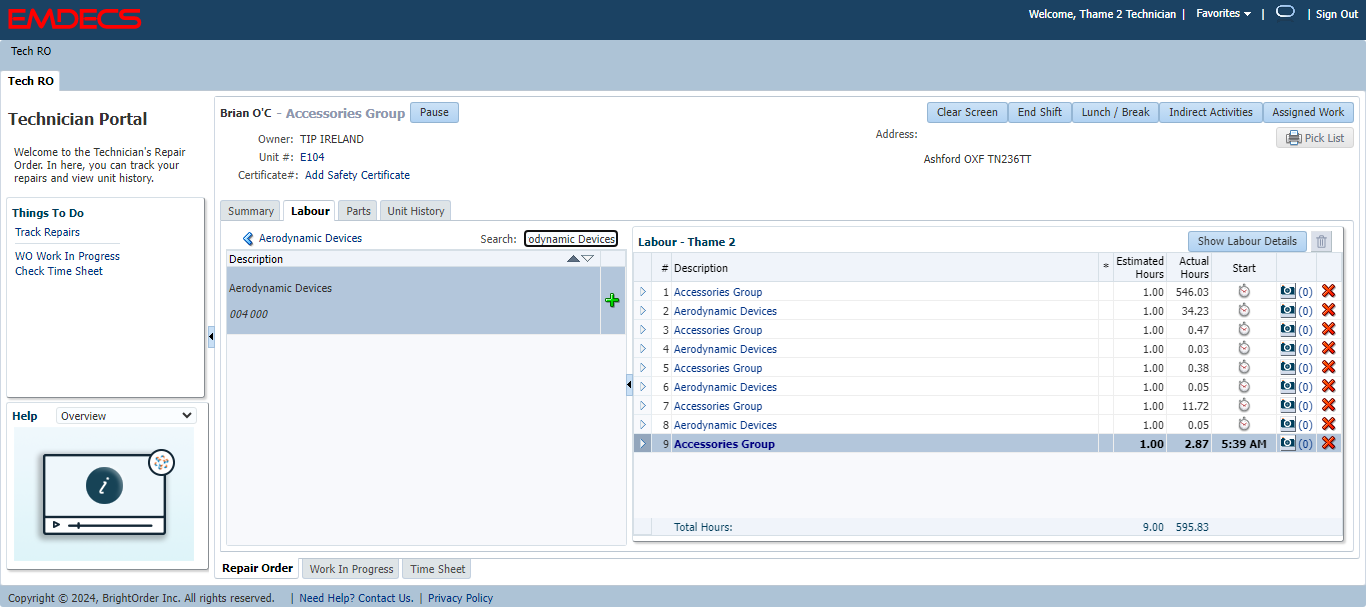 EMDECS
Welcome, Thame 2 Technician | Favorites | | Sign Out
Tech RO
Tech RO
Technician Portal
Welcome to the Technician's Repair
Order. In here, you can track your
repairs and view unit history.
Things To Do
Track Repairs
WO Work In Progress
Check Time Sheet
Help Overview
i
Brian O'C - Accessories Group Pause
Clear Screen End Shift Lunch / Break Indirect Activities Assigned Work
Pick List
Owner: TIP IRELAND
Unit #: E104
Certificate#: Add Safety Certificate
Address:
Ashford OXF TN236TT
Summary Labour Parts Unit History
Aerodynamic Devices Search: odynamic Devices
Description
Aerodynamic Devices
004 000
Labour - Thame 2 Show Labour Details
# Description * Estimated Hours Actual Hours Start
1 Accessories Group 1.00 546.03 (0)
2 Aerodynamic Devices 1.00 34.23 (0)
3 Accessories Group 1.00 0.47 (0)
4 Aerodynamic Devices 1.00 0.03 (0)
5 Accessories Group 1.00 0.38 (0)
6 Aerodynamic Devices 1.00 0.05 (0)
7 Accessories Group 1.00 11.72 (0)
8 Aerodynamic Devices 1.00 0.05 (0)
9 Accessories Group 1.00 2.87 5:39 AM (0)
Total Hours: 9.00 595.83
Repair Order Work In Progress Time Sheet
Copyright © 2024, BrightOrder Inc. All rights reserved. | Need Help? Contact Us. | Privacy Policy